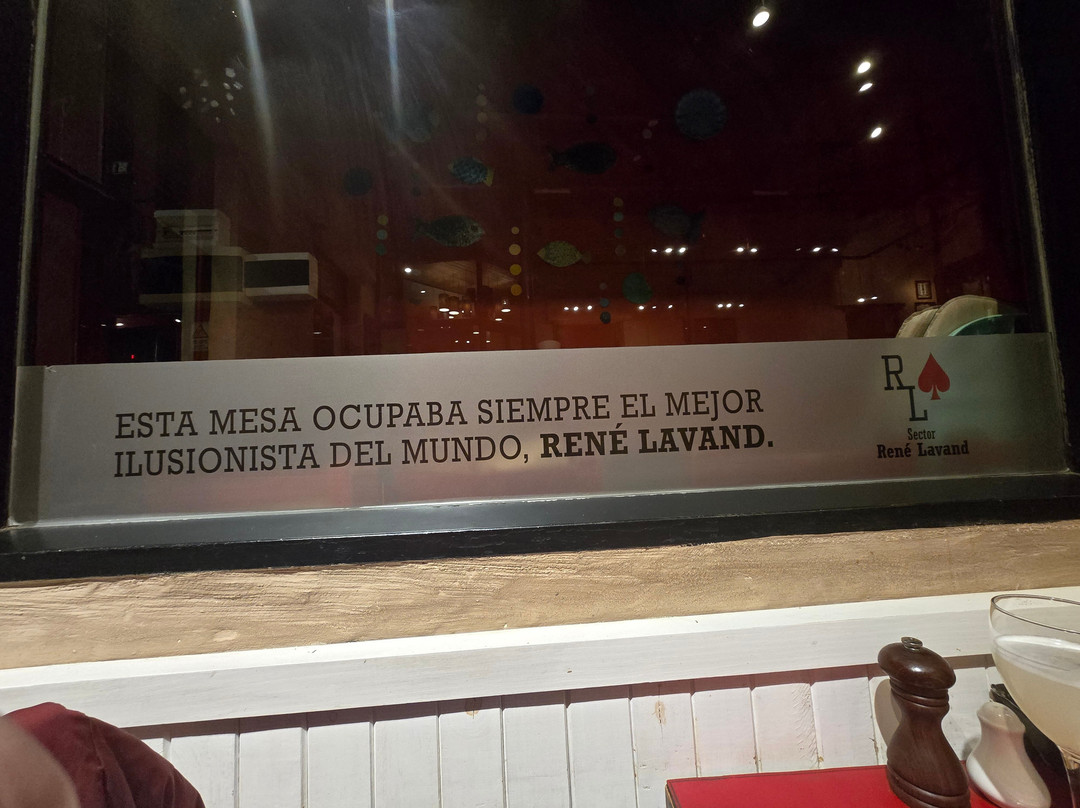 ESTA MESA OCUPABA SIEMPRE EL MEJOR
ILUSIONISTA DEL MUNDO, RENÉ LAVAND.
RL
Sector
René Lavand